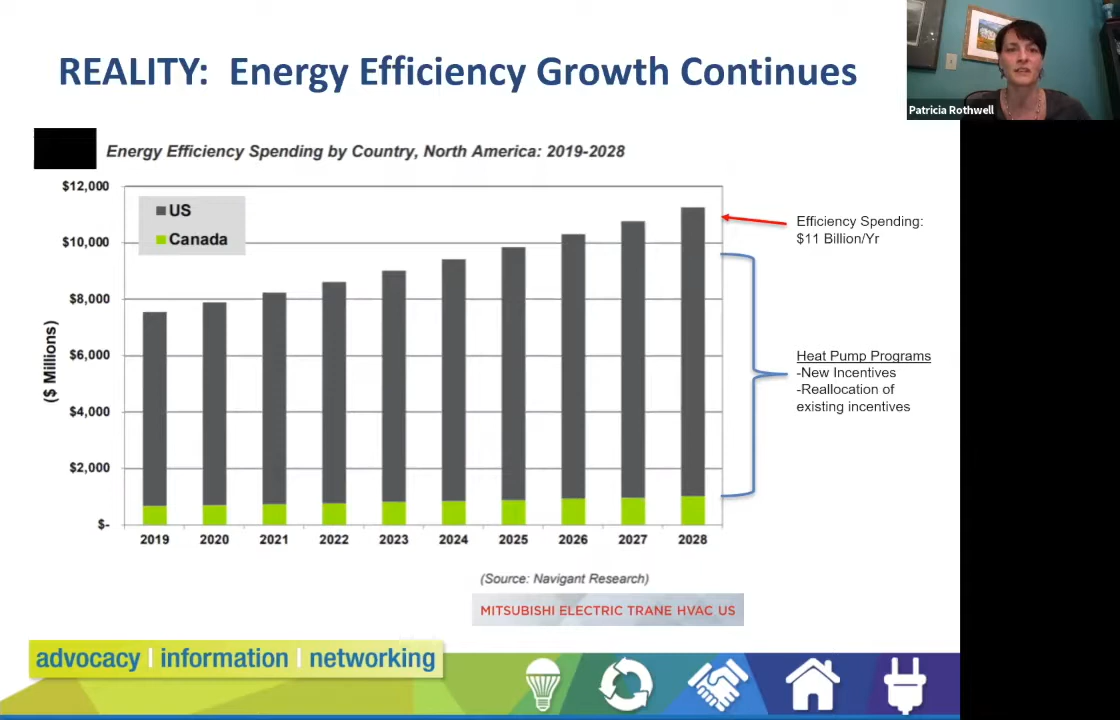 REALITY: Energy Efficiency Growth Continues
Patricia Rothwell
Energy Efficiency Spending by Country, North America: 2019-2028
$12,000
$10,000
$8,000
$6,000
$4,000
$2,000
$-
($ Millions)
US
Canada
2019 2020 2021 2022 2023 2024 2025 2026 2027 2028
Efficiency Spending:
$11 Billion/Yr
Heat Pump Programs
-New Incentives
-Reallocation of
existing incentives
(Source: Navigant Research)
MITSUBISHI ELECTRIC TRANE HVAC US
advocacy | information | networking